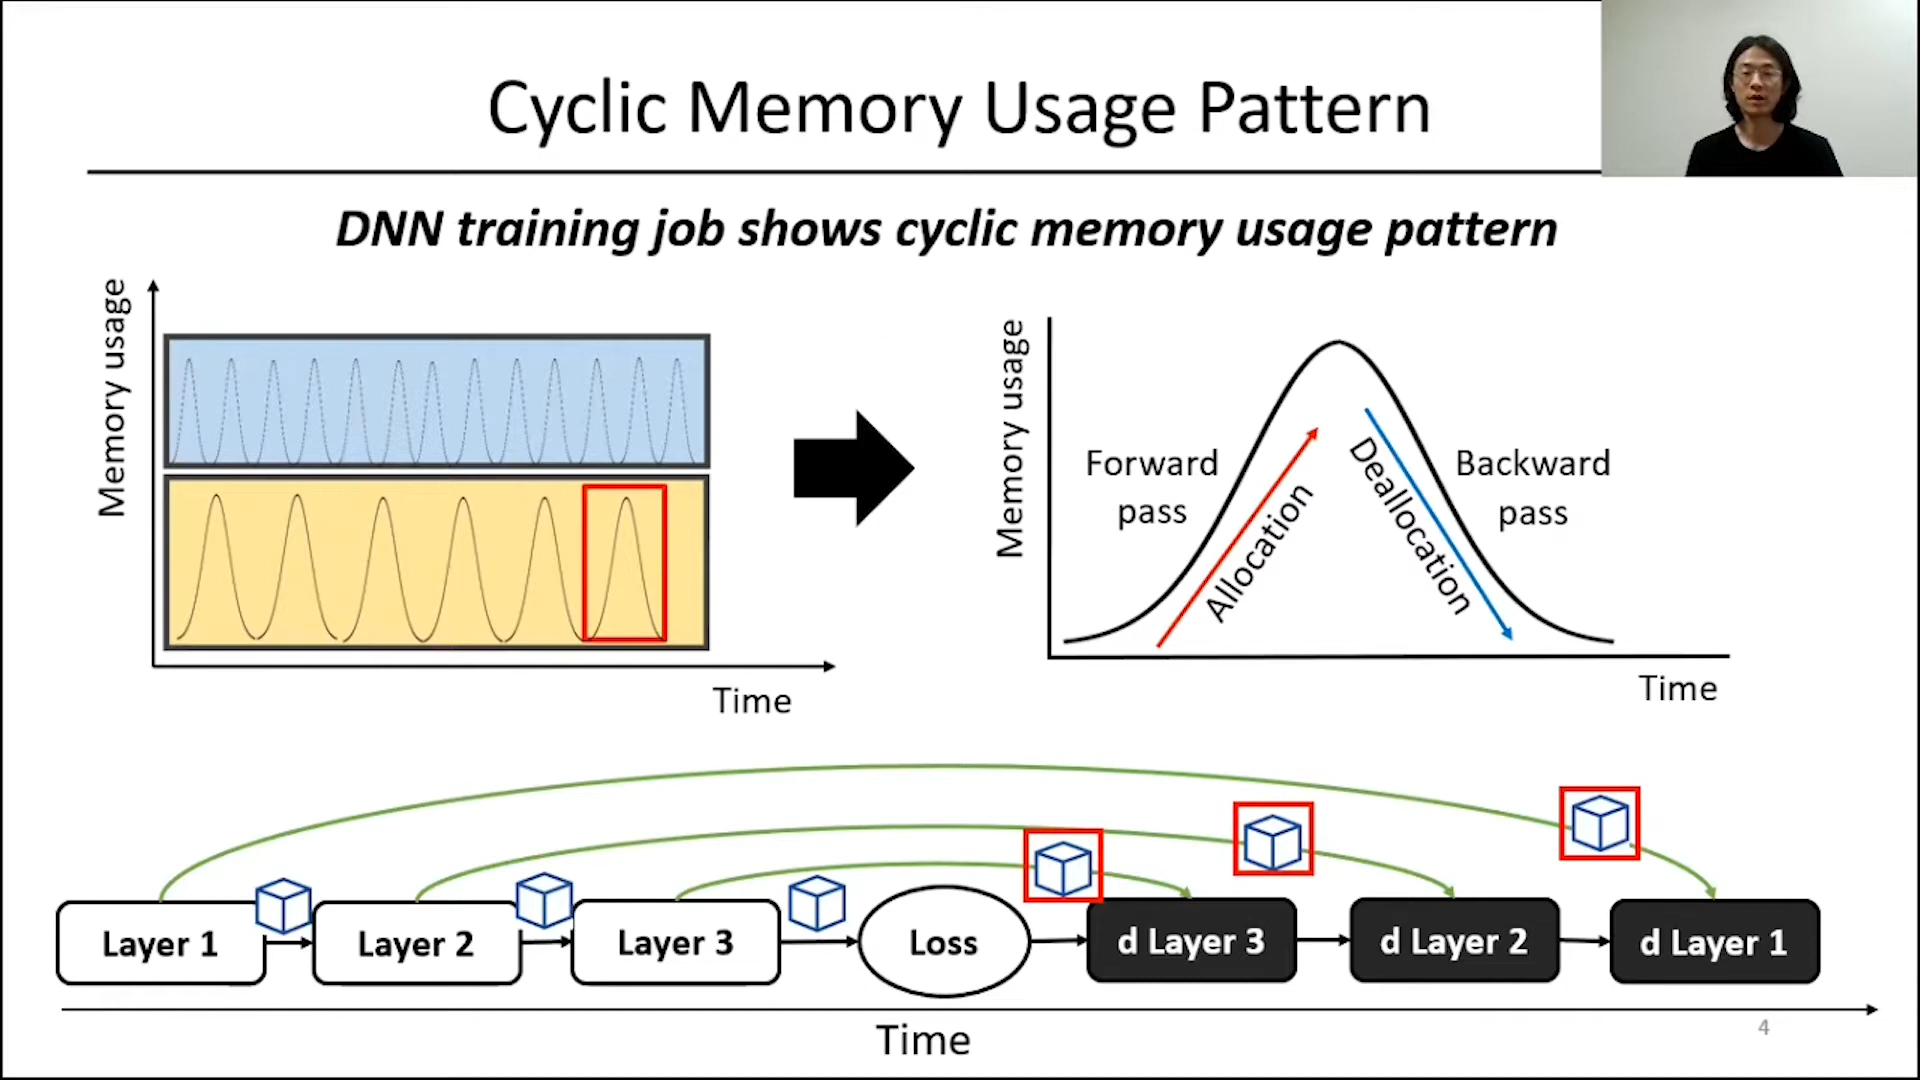 Cyclic Memory Usage Pattern
DNN training job shows cyclic memory usage pattern
Memory usage
Time
Memory usage
Forward
pass
Allocation
Deallocation
Backward
pass
Time
Layer 1
Layer 2
Layer 3
Loss
d Layer 3
d Layer 2
d Layer 1
Time
4